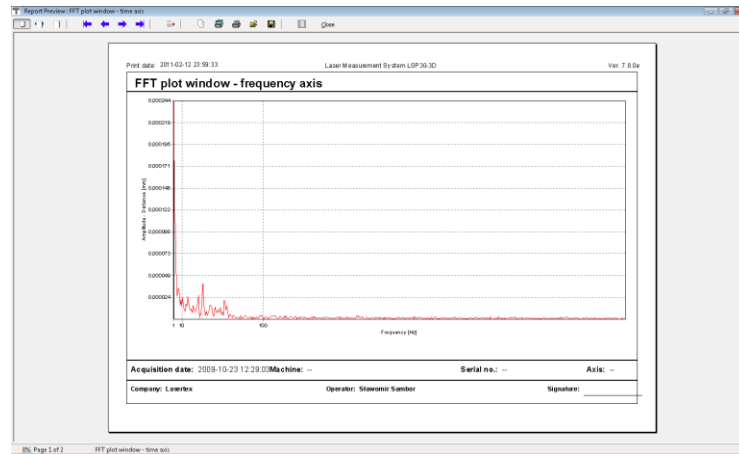 Report Preview : FFT plot window - time axis
Close
Print date: 2011-02-12 23:59:33 Laser Measurement System LSP30-3D Ver. 7.8.0e
FFT plot window - frequency axis
0,000244
0,000219
0,000195
0,000171
0,000146
0,000122
0,000098
0,000073
0,000049
0,000024
Amplitude - Distance [mm]
1 10 100
Frequency [Hz]
Acquisition date: 2009-10-23 12:29:03 Machine: -- Serial no.: -- Axis: --
Company: Lasertex Operator: Slawomir Sambor Signature:
Page 1 of 2 FFT plot window - time axis